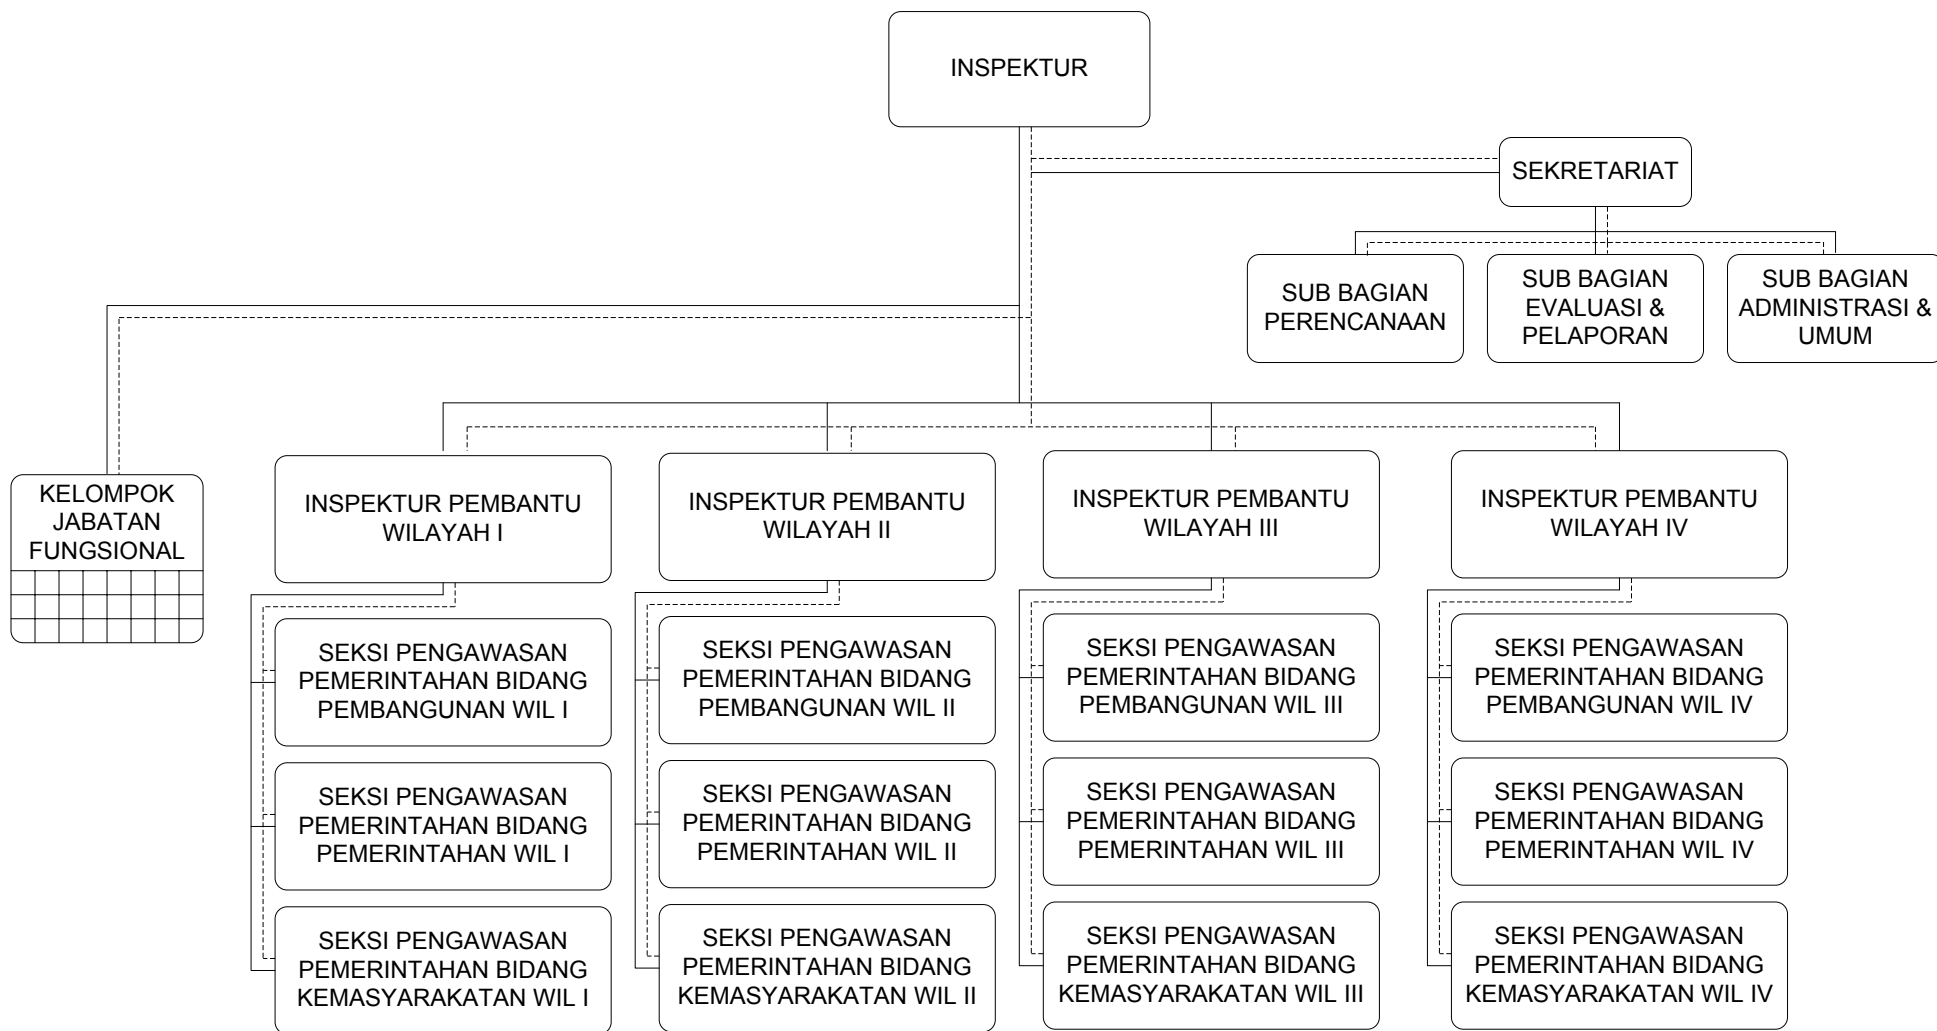 INSPEKTUR
SEKRETARIAT
SUB BAGIAN
PERENCANAAN
SUB BAGIAN
EVALUASI &
PELAPORAN
SUB BAGIAN
ADMINISTRASI &
UMUM
KELOMPOK
JABATAN
FUNGSIONAL
INSPEKTUR PEMBANTU
WILAYAH I
INSPEKTUR PEMBANTU
WILAYAH II
INSPEKTUR PEMBANTU
WILAYAH III
INSPEKTUR PEMBANTU
WILAYAH IV
SEKSI PENGAWASAN
PEMERINTAHAN BIDANG
PEMBANGUNAN WIL I
SEKSI PENGAWASAN
PEMERINTAHAN BIDANG
PEMBANGUNAN WIL II
SEKSI PENGAWASAN
PEMERINTAHAN BIDANG
PEMBANGUNAN WIL III
SEKSI PENGAWASAN
PEMERINTAHAN BIDANG
PEMBANGUNAN WIL IV
SEKSI PENGAWASAN
PEMERINTAHAN BIDANG
PEMERINTAHAN WIL I
SEKSI PENGAWASAN
PEMERINTAHAN BIDANG
PEMERINTAHAN WIL II
SEKSI PENGAWASAN
PEMERINTAHAN BIDANG
PEMERINTAHAN WIL III
SEKSI PENGAWASAN
PEMERINTAHAN BIDANG
PEMERINTAHAN WIL IV
SEKSI PENGAWASAN
PEMERINTAHAN BIDANG
KEMASYARAKATAN WIL I
SEKSI PENGAWASAN
PEMERINTAHAN BIDANG
KEMASYARAKATAN WIL II
SEKSI PENGAWASAN
PEMERINTAHAN BIDANG
KEMASYARAKATAN WIL III
SEKSI PENGAWASAN
PEMERINTAHAN BIDANG
KEMASYARAKATAN WIL IV